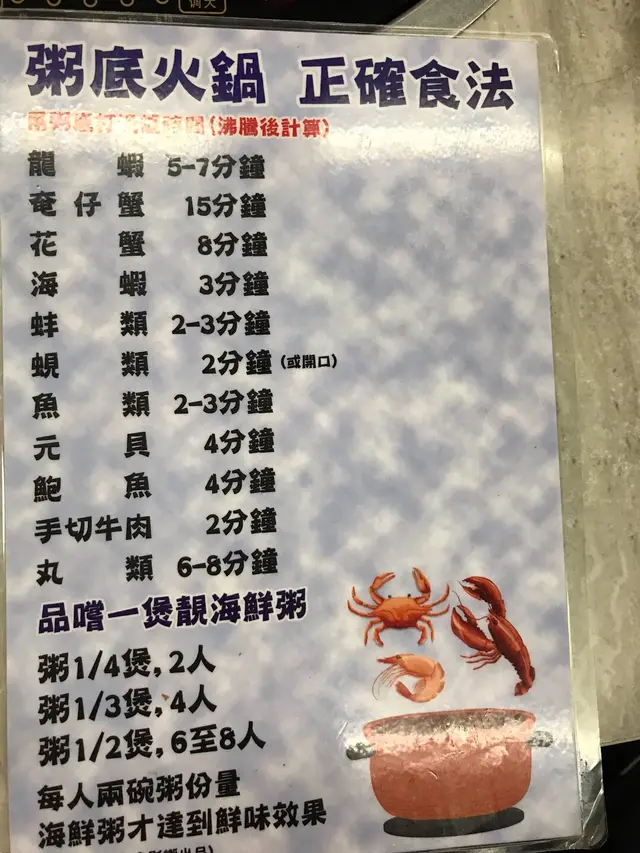 调大
粥底火鍋 正確食法
(沸騰後計算)
龍蝦 5-7分鐘
奄仔蟹 15分鐘
花蟹 8分鐘
海蝦 3分鐘
蚌類 2-3分鐘
蜆類 2分鐘 (或開口)
魚類 2-3分鐘
元貝 4分鐘
鮑魚 4分鐘
手切牛肉 2分鐘
丸類 6-8分鐘
品嚐一煲靚海鮮粥
粥1/4煲, 2人
粥1/3煲, 4人
粥1/2煲, 6至8人
每人兩碗粥份量
海鮮粥才達到鮮味效果